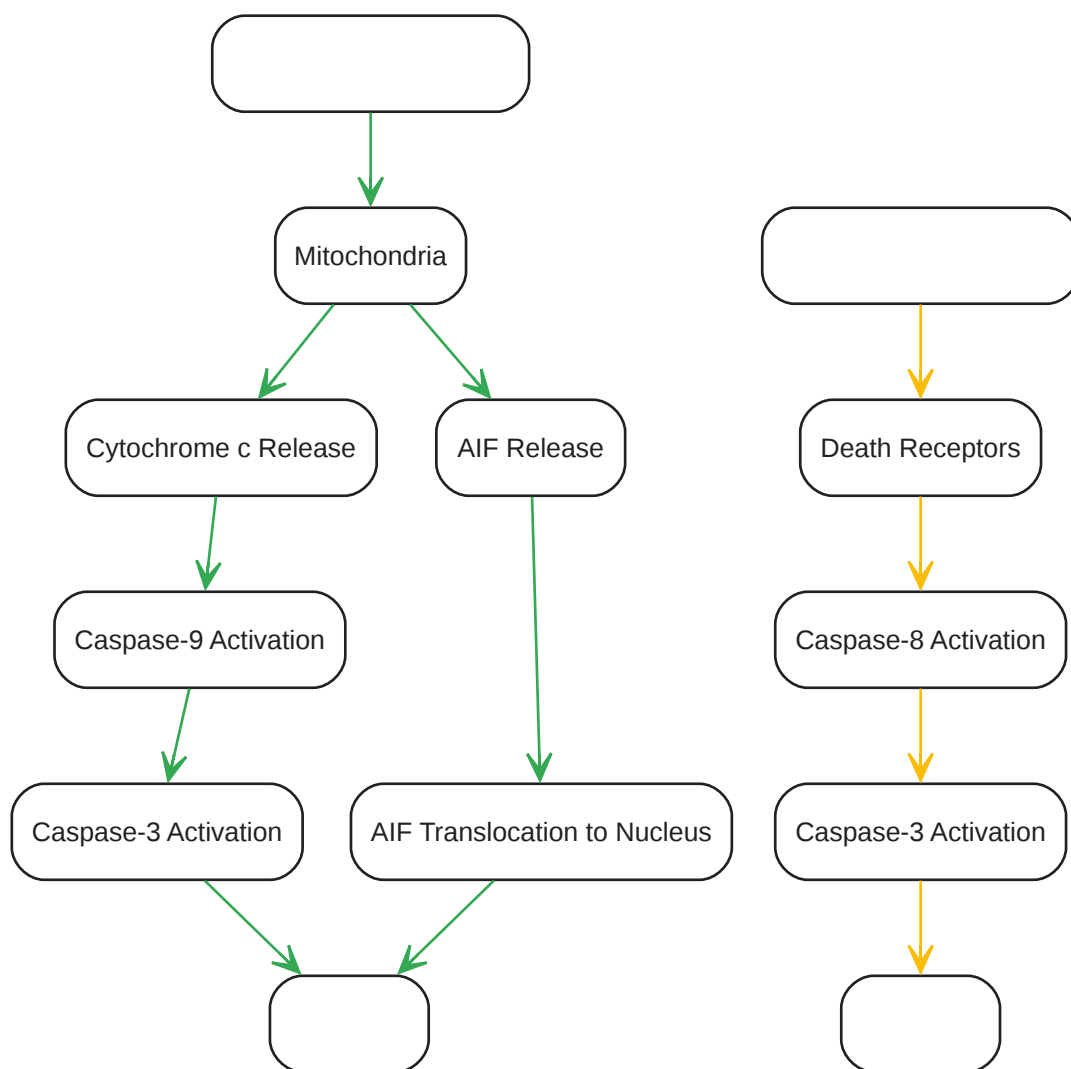 Mitochondria
Cytochrome c Release
AIF Release
Death Receptors
Caspase-9 Activation
Caspase-8 Activation
Caspase-3 Activation
AIF Translocation to Nucleus
Caspase-3 Activation